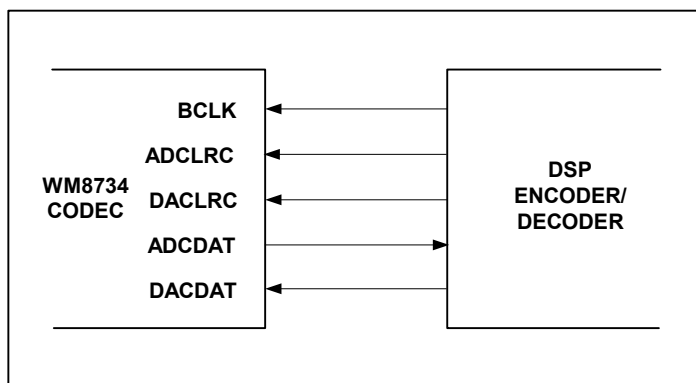 BCLK
ADCLRC
WM8734
CODEC
DACLRC
ADCDAT
DACDAT
DSP
ENCODER/
DECODER